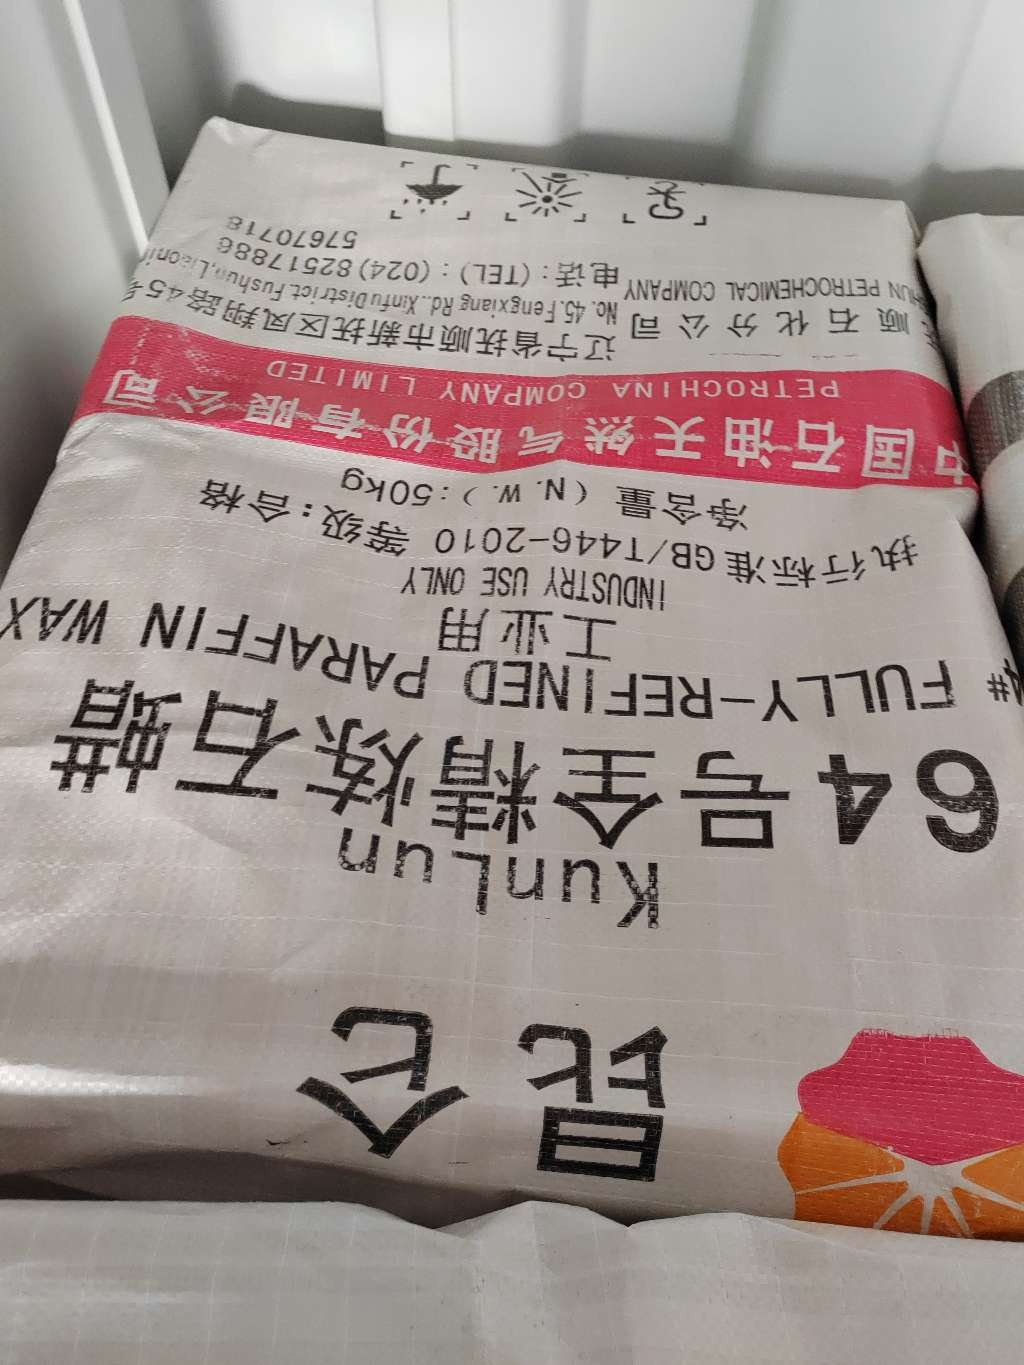 昆仑
KunLun
64号全精炼石蜡
# FULLY-REFINED PARAFFIN WAX
工业用
INDUSTRY USE ONLY
执行标准GB/T446-2010 等级:合格
净含量 (N.W.):50kg
中国石油天然气股份有限公司
PETROCHINA COMPANY LIMITED
顺石化分公司 辽宁省抚顺市新抚区凤翔路45号
PETROCHEMICAL COMPANY No.45.Fengxiang Rd..Xinfu District.Fushun,
电话:(TEL):(024)82517886
57670718